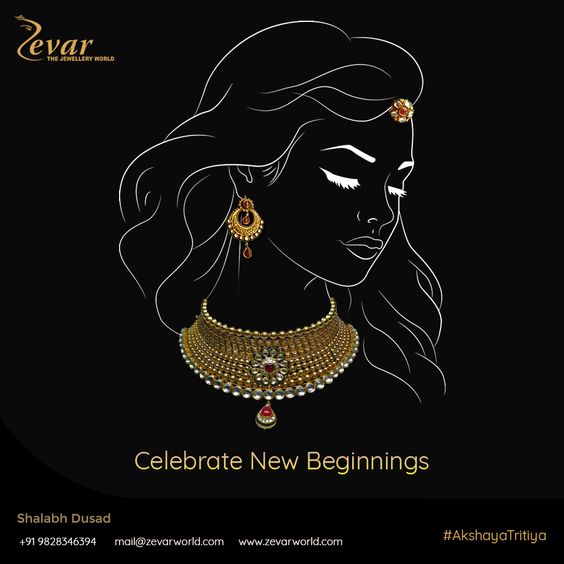 Zevar
THE JEWELLERY WORLD
Celebrate New Beginnings
Shalabh Dusad
+91 9828346394 mail@zevarworld.com www.zevarworld.com
#AkshayaTritiya